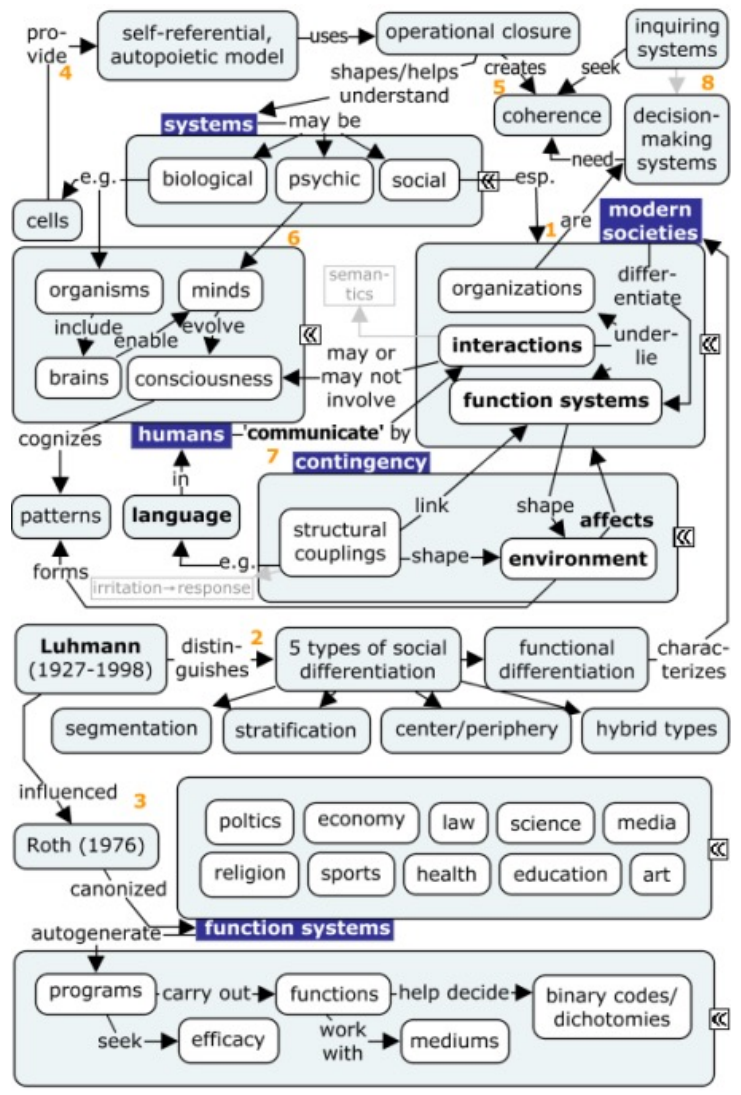 pro-
vide
4
self-referential,
autopoietic model
uses
operational closure
inquiring
systems
shapes/helps
understand
creates
5
seek
8
systems
may be
coherence
decision-
making
systems
need
e.g.
biological
psychic
social
esp.
cells
are
modern
societies
6
1
organisms
minds
seman-
tics
organizations
differ-
entiate
include
enable
evolve
interactions
under-
lie
brains
consciousness
may or
may not
involve
function systems
cognizes
humans
'communicate' by
7
contingency
in
patterns
language
structural
couplings
link
shape
affects
shape
environment
e.g.
forms
irritation→response
Luhmann
(1927-1998)
distin-
guishes
2
5 types of social
differentiation
functional
differentiation
charac-
terizes
segmentation
stratification
center/periphery
hybrid types
influenced
3
Roth (1976)
poltics
economy
law
science
media
religion
sports
health
education
art
canonized
function systems
autogenerate
programs
carry out
functions
help decide
binary codes/
dichotomies
seek
efficacy
work
with
mediums